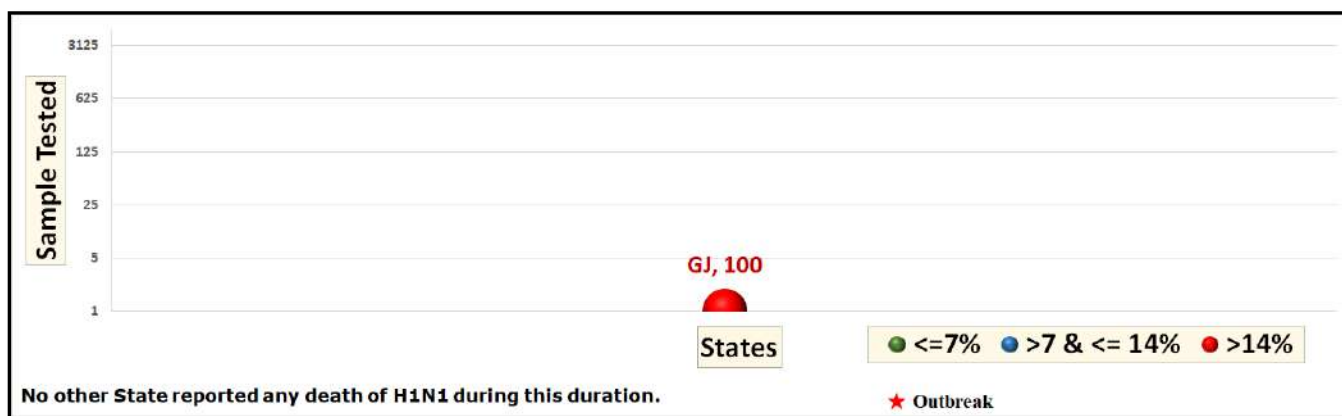 3125
625
125
25
5
1
Sample Tested
GJ, 100
States
<=7% >7 & <= 14% >14%
No other State reported any death of H1N1 during this duration.
Outbreak